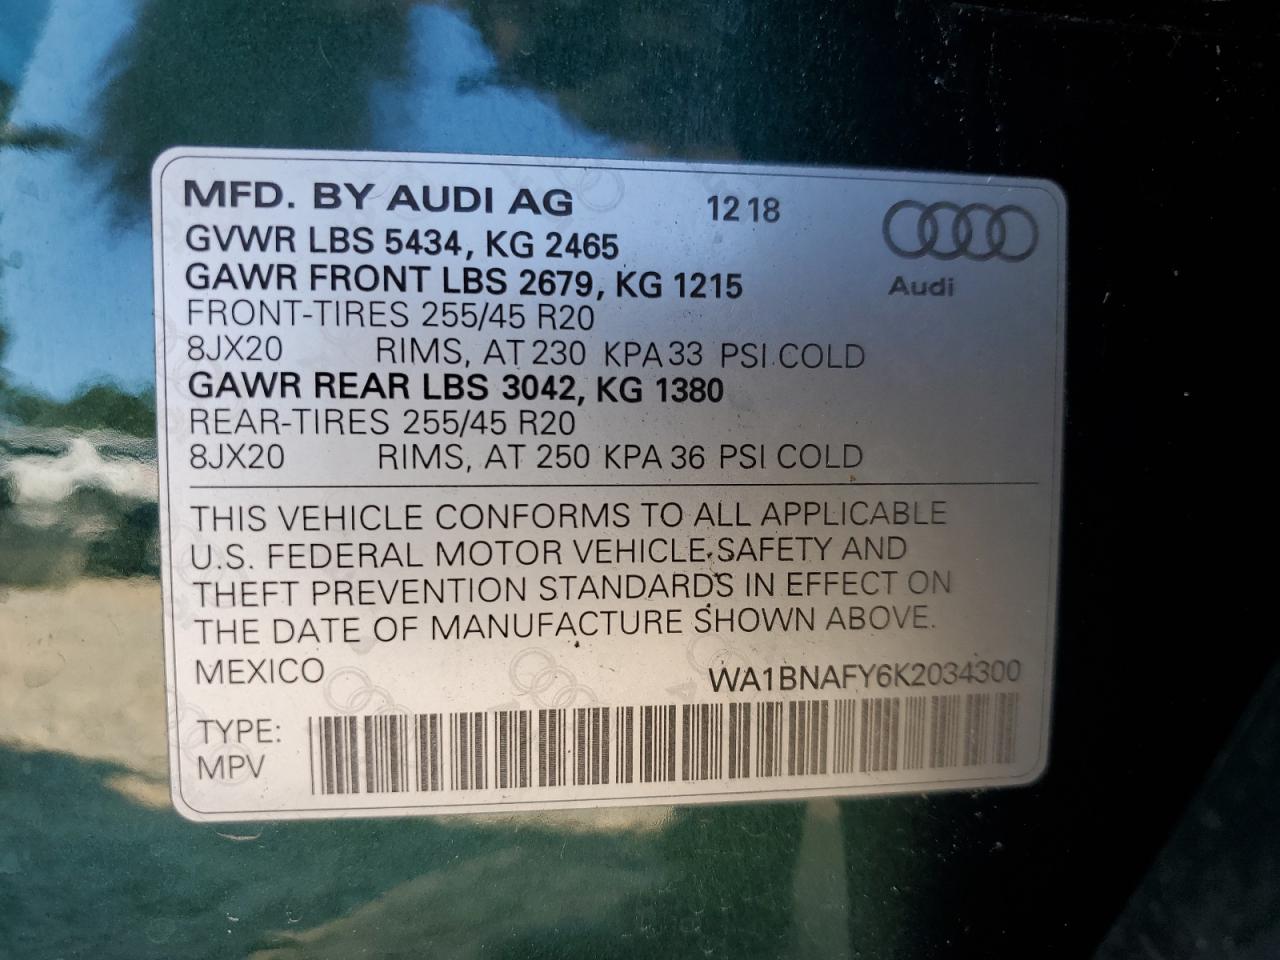 MFD. BY AUDI AG 12 18
Audi
GVWR LBS 5434, KG 2465
GAWR FRONT LBS 2679, KG 1215
FRONT-TIRES 255/45 R20
8JX20 RIMS, AT 230 KPA 33 PSI COLD
GAWR REAR LBS 3042, KG 1380
REAR-TIRES 255/45 R20
8JX20 RIMS, AT 250 KPA 36 PSI COLD
THIS VEHICLE CONFORMS TO ALL APPLICABLE
U.S. FEDERAL MOTOR VEHICLE SAFETY AND
THEFT PREVENTION STANDARDS IN EFFECT ON
THE DATE OF MANUFACTURE SHOWN ABOVE.
MEXICO WA1BNAFY6K2034300
TYPE:
MPV